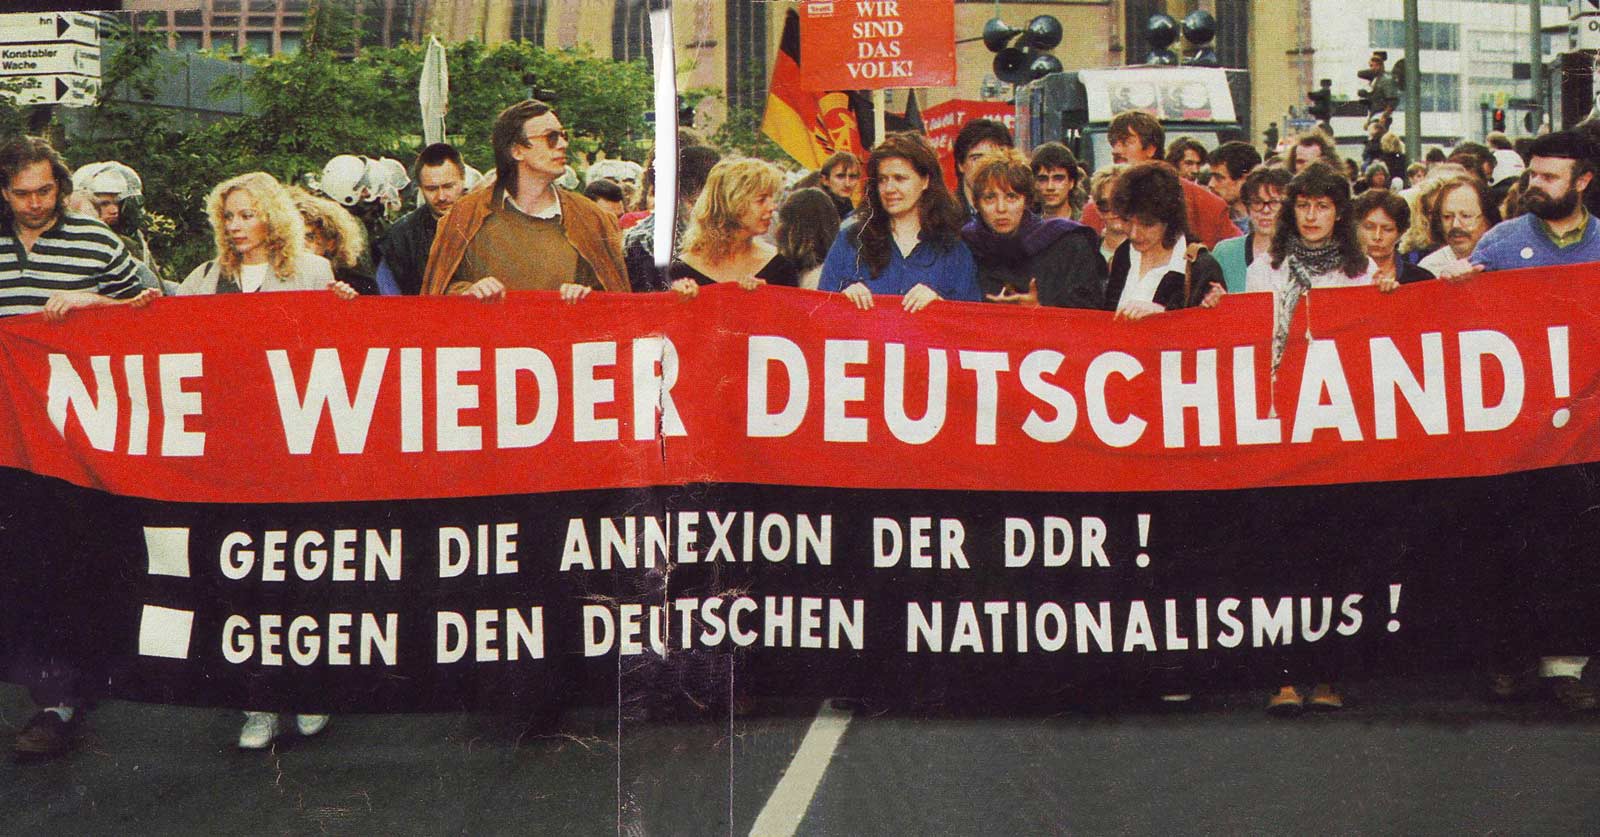 Konstabler
Wache
WIR
SIND
DAS
VOLK!
NIE WIEDER DEUTSCHLAND!
GEGEN DIE ANNEXION DER DDR!
GEGEN DEN DEUTSCHEN NATIONALISMUS!